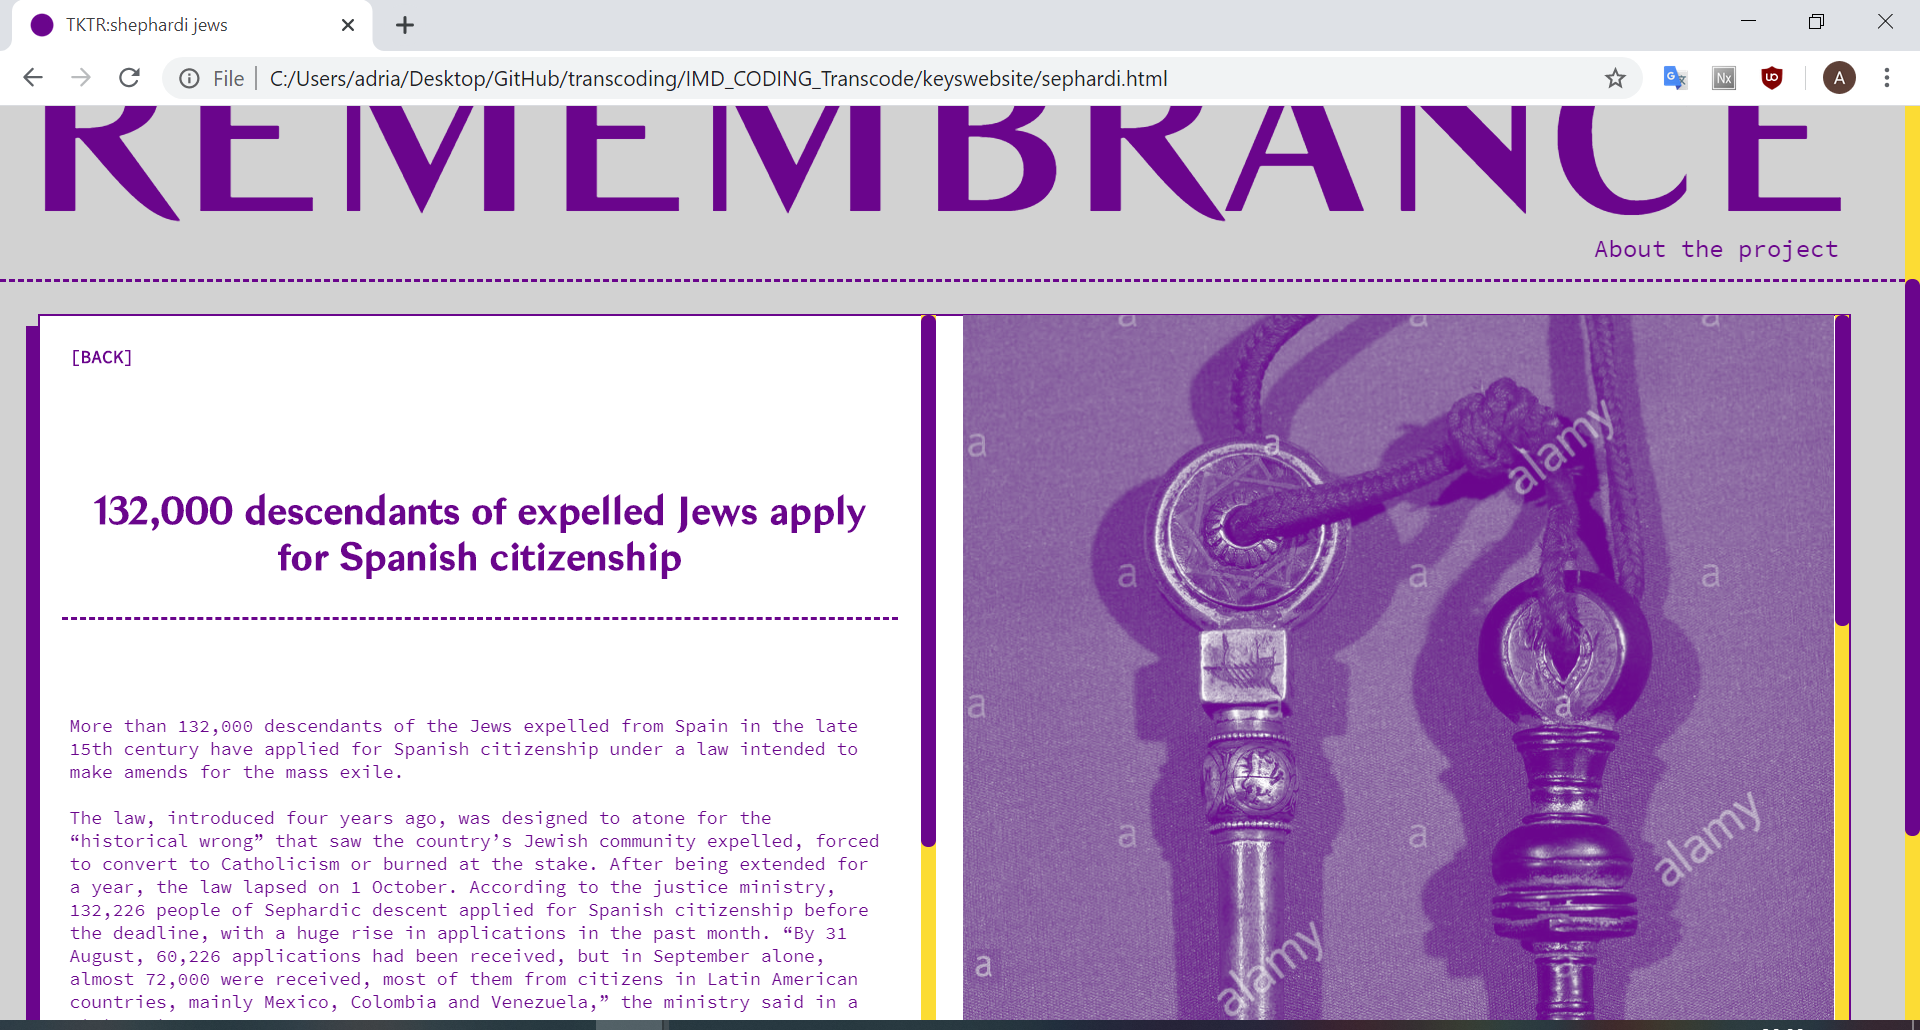 TKTR:shephardi jews
File
C:/Users/adria/Desktop/GitHub/transcoding/IMD_CODING_Transcode/keyswebsite/sephardi.html
Nx
A
REMEMBRANCE
About the project
[BACK]
132,000 descendants of expelled Jews apply
for Spanish citizenship
More than 132,000 descendants of the Jews expelled from Spain in the late
15th century have applied for Spanish citizenship under a law intended to
make amends for the mass exile.
The law, introduced four years ago, was designed to atone for the
“historical wrong” that saw the country’s Jewish community expelled, forced
to convert to Catholicism or burned at the stake. After being extended for
a year, the law lapsed on 1 October. According to the justice ministry,
132,226 people of Sephardic descent applied for Spanish citizenship before
the deadline, with a huge rise in applications in the past month. “By 31
August, 60,226 applications had been received, but in September alone,
almost 72,000 were received, most of them from citizens in Latin American
countries, mainly Mexico, Colombia and Venezuela,” the ministry said in a
a a a
a a
alamy
a a a
a a
a a
alamy
a
alamy